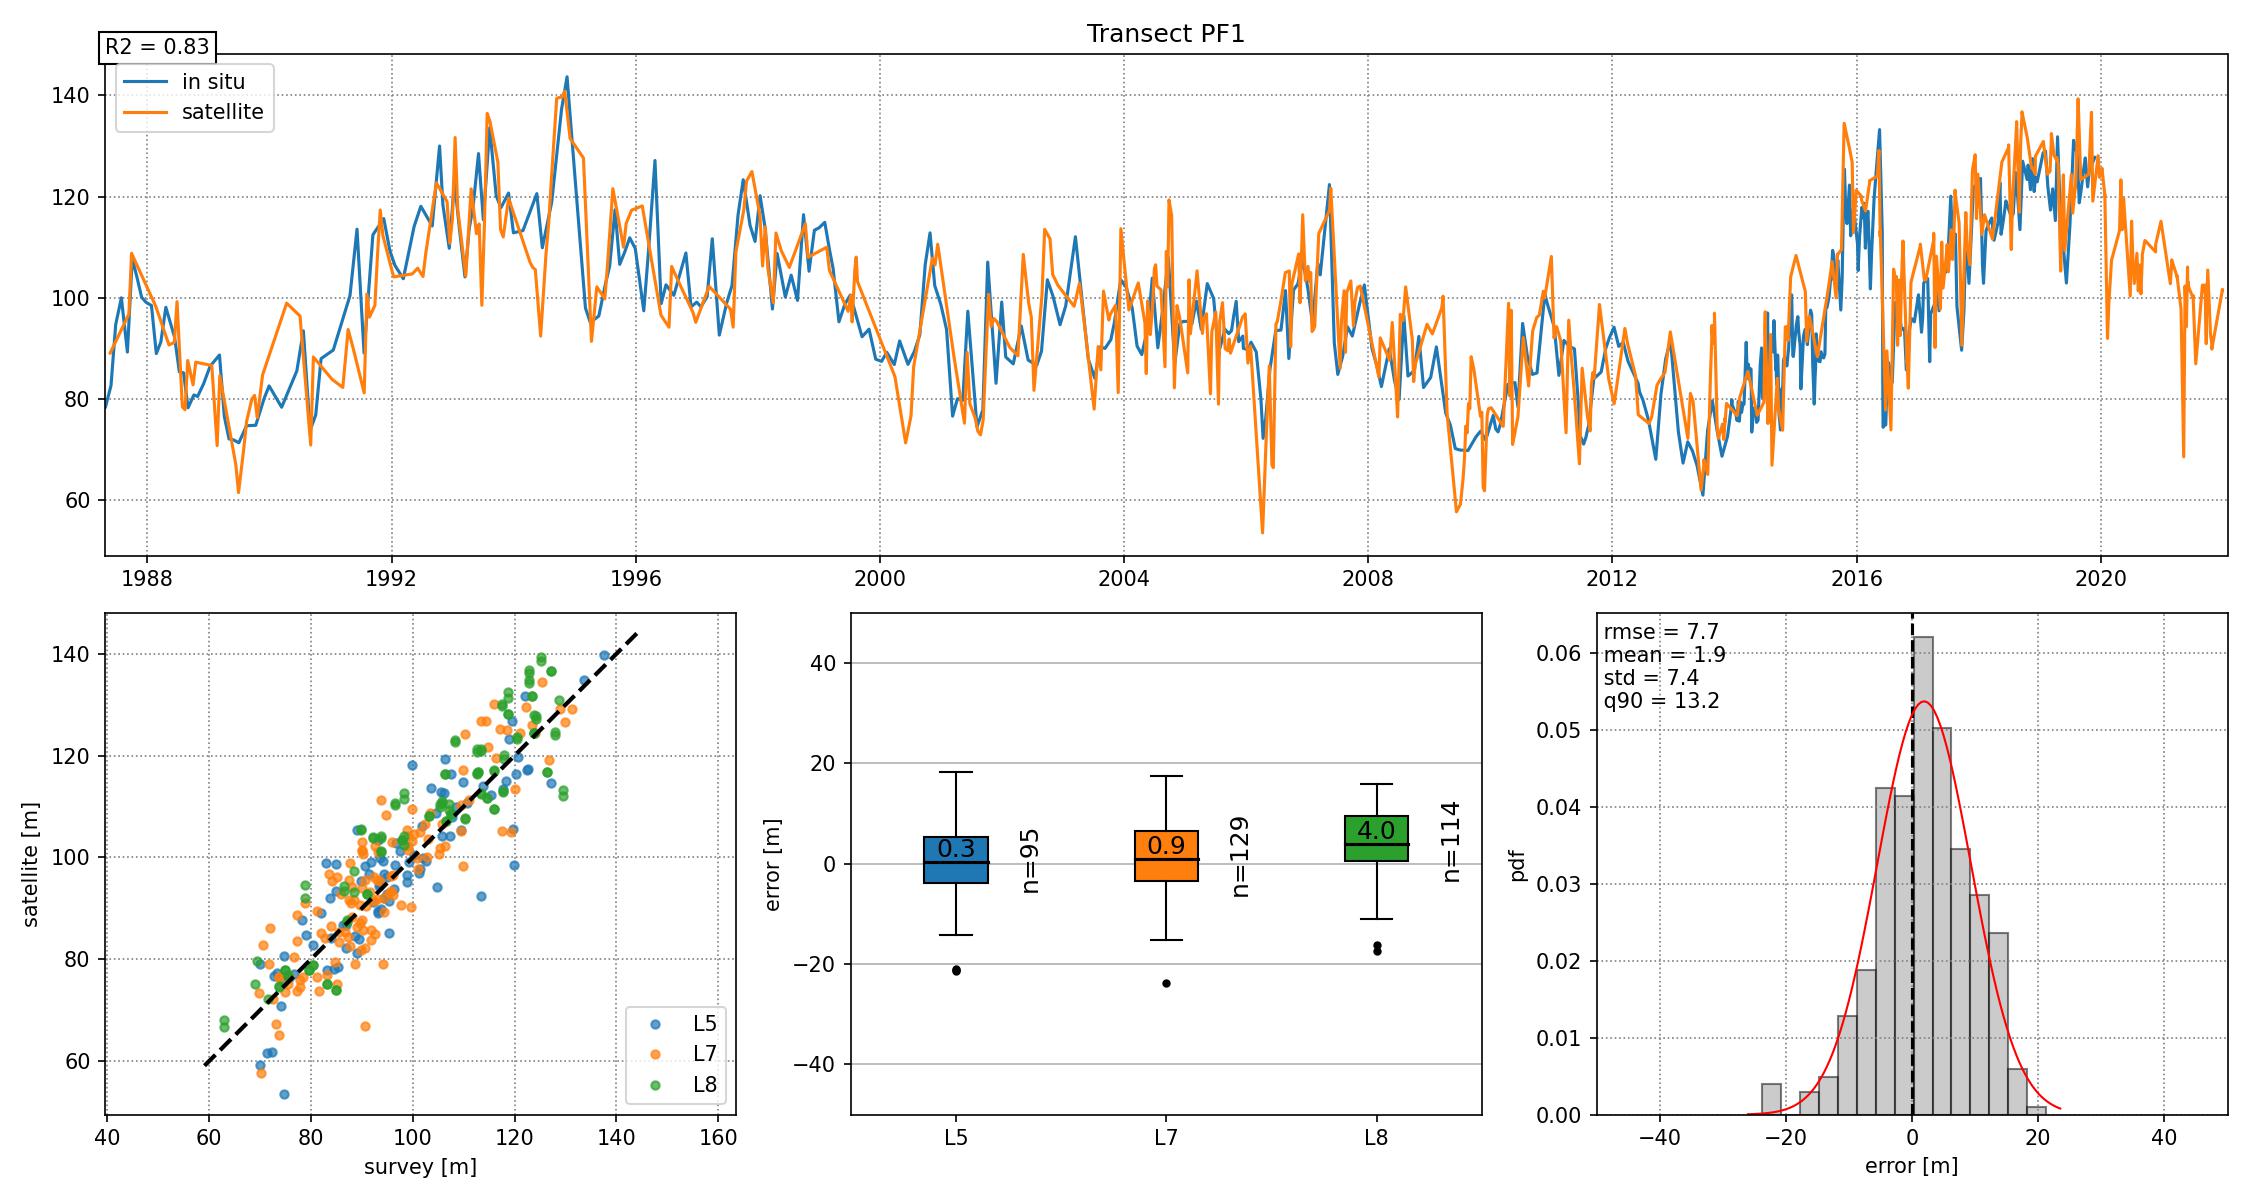 Transect PF1
R2 = 0.83
in situ
satellite
140
120
100
80
60
1988 1992 1996 2000 2004 2008 2012 2016 2020
satellite [m]
140
120
100
80
60
L5
L7
L8
40 60 80 100 120 140 160
survey [m]
error [m]
40
20
0
−20
−40
0.3
n=95
0.9
n=129
4.0
n=114
L5 L7 L8
pdf
rmse = 7.7
mean = 1.9
std = 7.4
q90 = 13.2
0.06
0.05
0.04
0.03
0.02
0.01
0.00
−40 −20 0 20 40
error [m]